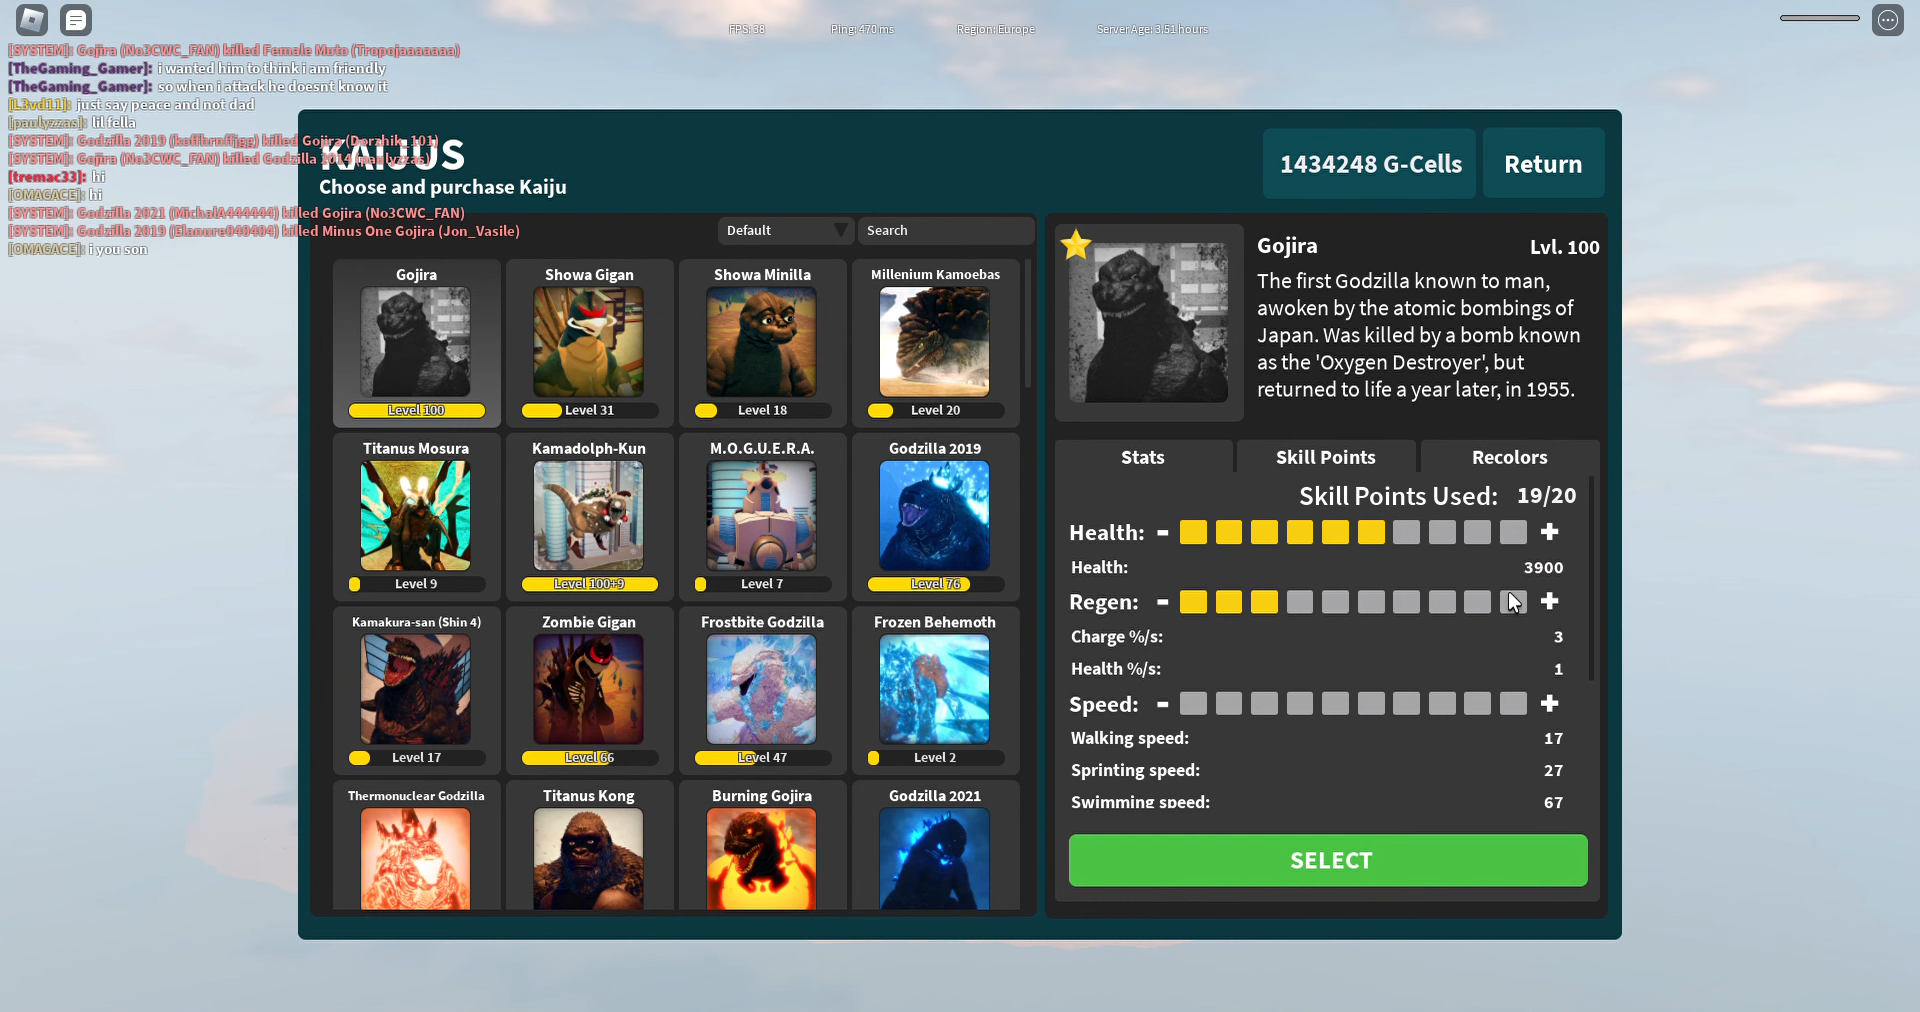 FPS: 38 Ping: 470 ms Region: Europe Server Age: 3.51 hours
[SYSTEM]: Gojira (No3CWC_FAN) killed Female Muto (Tropojaaaaaaa)
[TheGaming_Gamer]: i wanted him to think i am friendly
[TheGaming_Gamer]: so when i attack he doesnt know it
[L3vd11]: just say peace and not dad
[paulyzzas]: lil fella
[SYSTEM]: Godzilla 2019 (koffhrnffjgg) killed Gojira (Dorahik_101)
[SYSTEM]: Gojira (No3CWC_FAN) killed Godzilla 2014 (paulyzzas)
[tremac33]: hi
[OMAGACE]: hi
[SYSTEM]: Godzilla 2021 (MichalA444444) killed Gojira (No3CWC_FAN)
[SYSTEM]: Godzilla 2019 (Elanure040404) killed Minus One Gojira (Jon_Vasile)
[OMAGACE]: i you son
KAIJUS
Choose and purchase Kaiju
1434248 G-Cells
Return
Default
Search
Gojira
Level 100
Showa Gigan
Level 31
Showa Minilla
Level 18
Millenium Kamoebas
Level 20
Titanus Mosura
Level 9
Kamadolph-Kun
Level 100+9
M.O.G.U.E.R.A.
Level 7
Godzilla 2019
Level 76
Kamakura-san (Shin 4)
Level 17
Zombie Gigan
Level 66
Frostbite Godzilla
Level 47
Frozen Behemoth
Level 2
Thermonuclear Godzilla
Titanus Kong
Burning Gojira
Godzilla 2021
Gojira
Lvl. 100
The first Godzilla known to man,
awoken by the atomic bombings of
Japan. Was killed by a bomb known
as the 'Oxygen Destroyer', but
returned to life a year later, in 1955.
Stats
Skill Points
Recolors
Skill Points Used: 19/20
Health: - +
Health: 3900
Regen: - +
Charge %/s: 3
Health %/s: 1
Speed: - +
Walking speed: 17
Sprinting speed: 27
Swimming speed: 67
SELECT